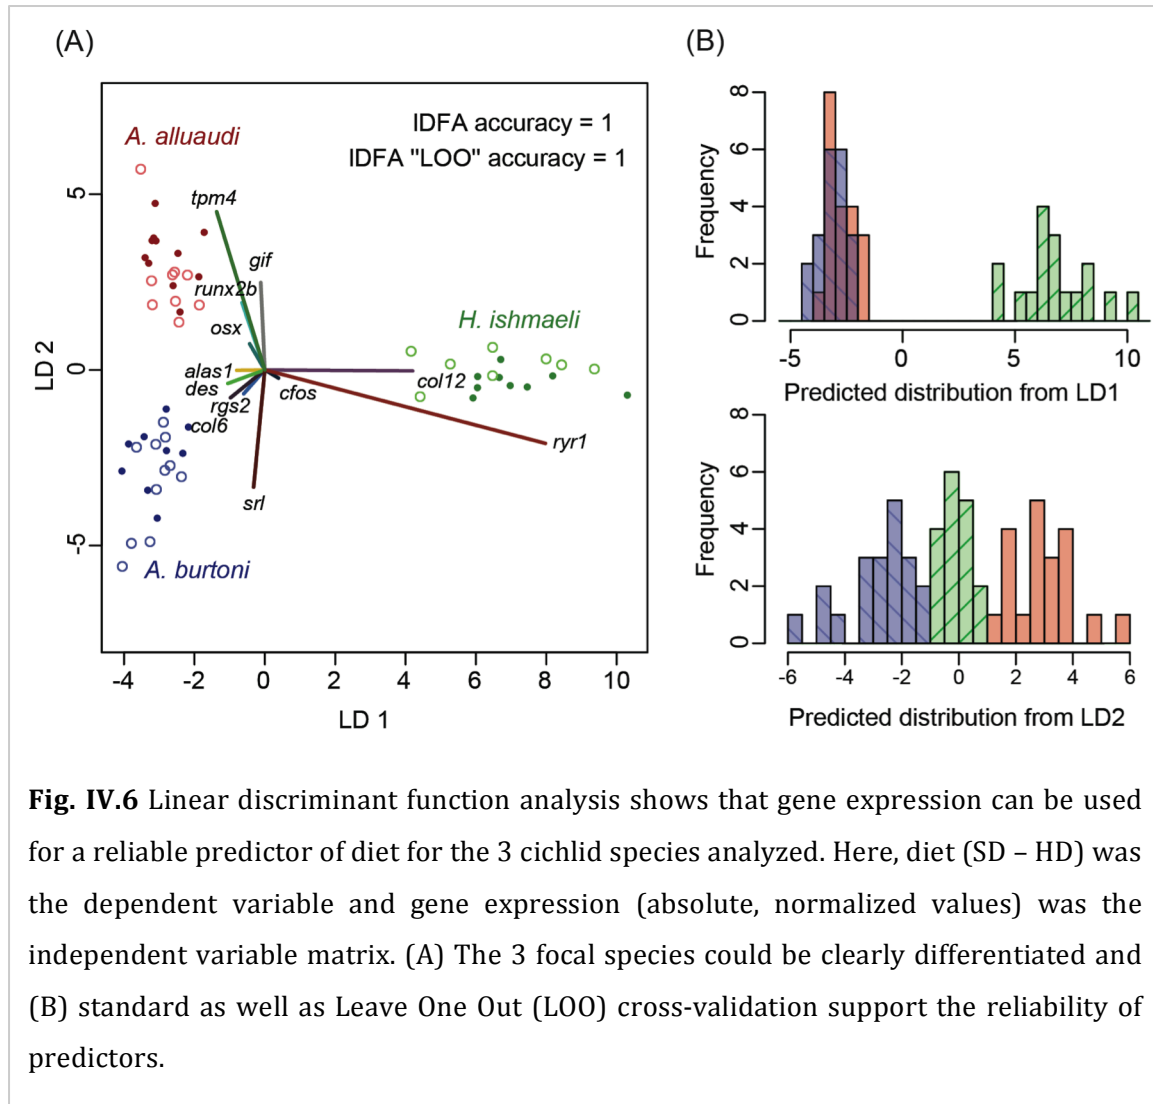 (A)
A. alluaudi
lDFA accuracy = 1
lDFA "LOO" accuracy = 1
tpm4
gif
runx2b
osx
H. ishmaeli
alas1
des
rgs2
col6
cfos
col12
ryr1
srl
A. burtoni
5
0
-5
LD 2
-4
-2
0
2
4
6
8
10
LD 1
(B)
8
6
4
2
0
Frequency
-5
0
5
10
Predicted distribution from LD1
8
6
4
2
0
Frequency
-6
-4
-2
0
2
4
6
Predicted distribution from LD2
Fig. IV.6 Linear discriminant function analysis shows that gene expression can be used
for a reliable predictor of diet for the 3 cichlid species analyzed. Here, diet (SD – HD) was
the dependent variable and gene expression (absolute, normalized values) was the
independent variable matrix. (A) The 3 focal species could be clearly differentiated and
(B) standard as well as Leave One Out (LOO) cross-validation support the reliability of
predictors.